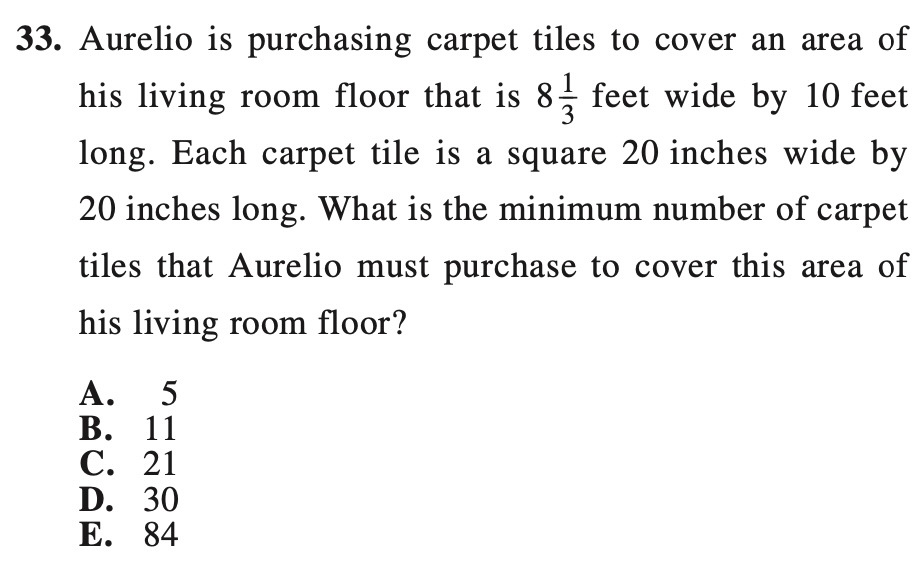 33. Aurelio is purchasing carpet tiles to cover an area of
his living room floor that is 8 1/3 feet wide by 10 feet
long. Each carpet tile is a square 20 inches wide by
20 inches long. What is the minimum number of carpet
tiles that Aurelio must purchase to cover this area of
his living room floor?
A. 5
B. 11
C. 21
D. 30
E. 84